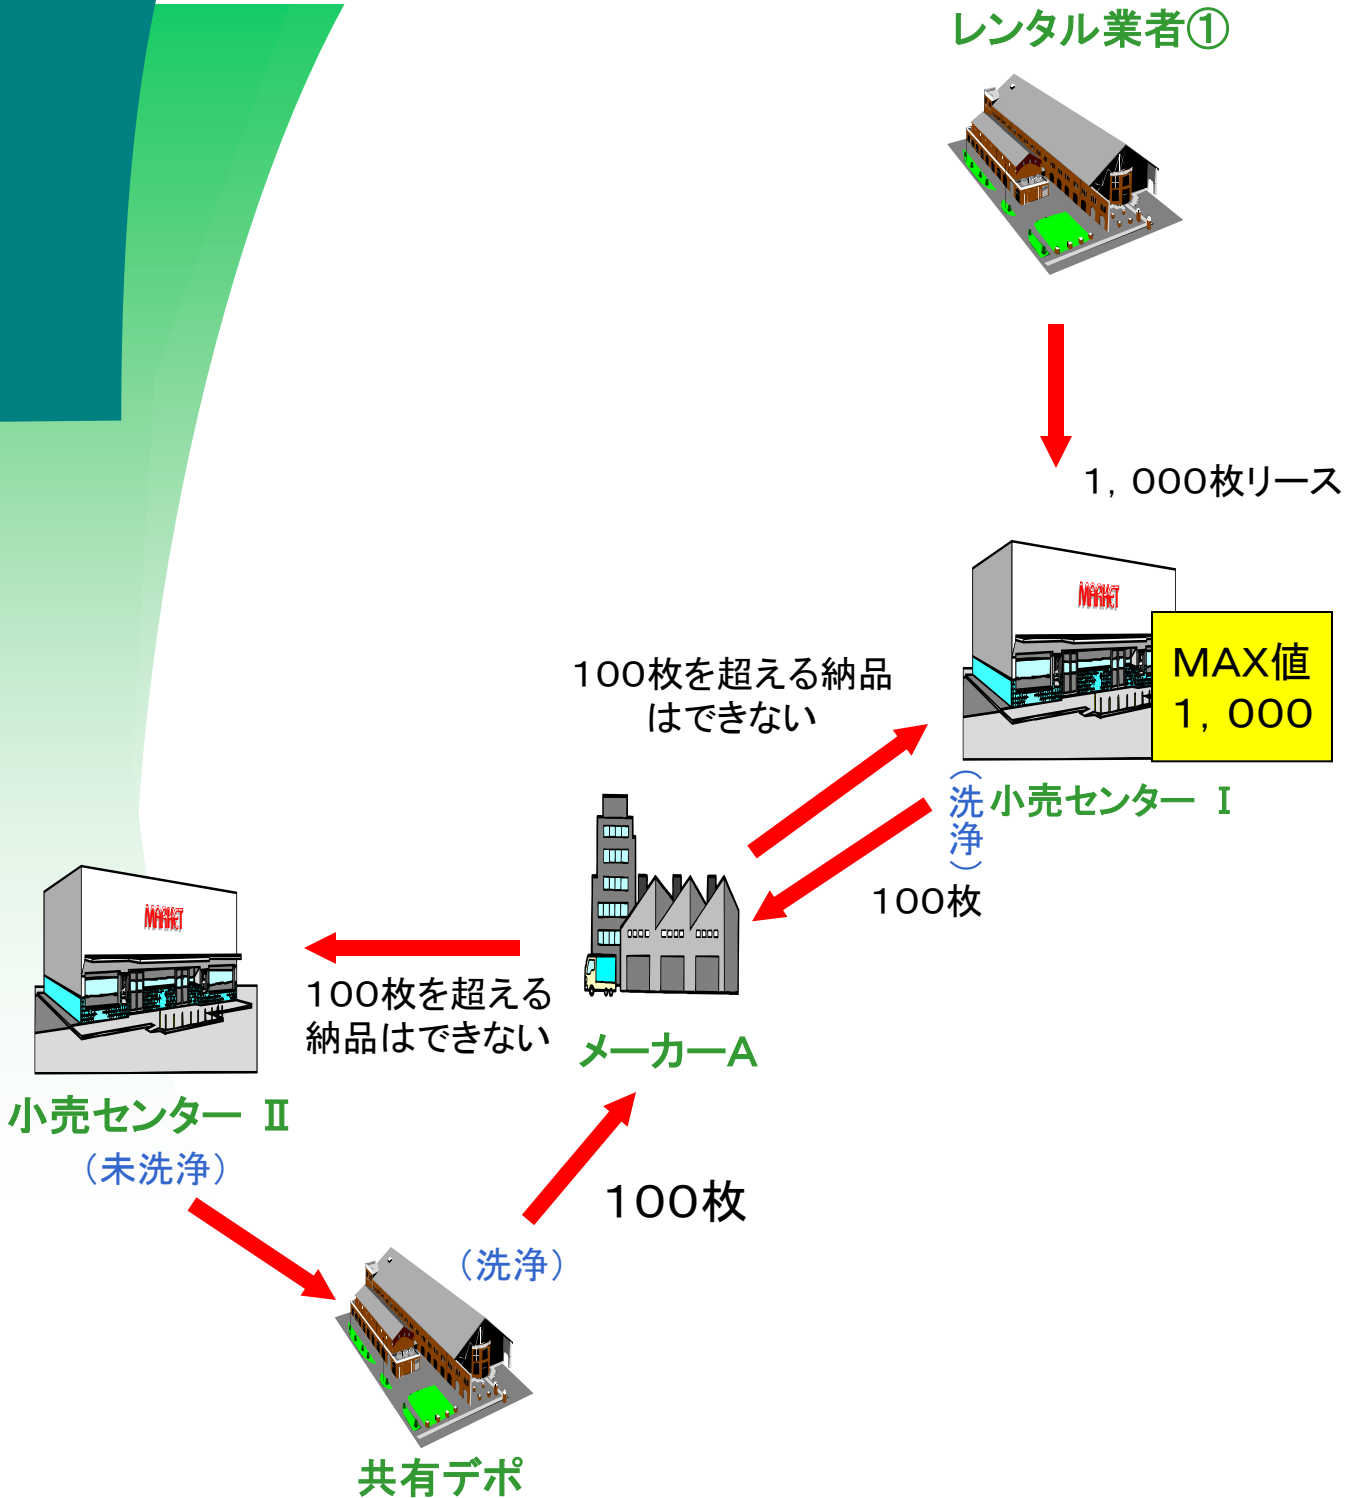 レンタル業者①
1，000枚リース
MARKET
MAX値
1，000
100枚を超える納品
はできない
（洗浄）
小売センター Ⅰ
100枚
MARKET
100枚を超える
納品はできない
メーカーA
小売センター Ⅱ
（未洗浄）
100枚
（洗浄）
共有デポ